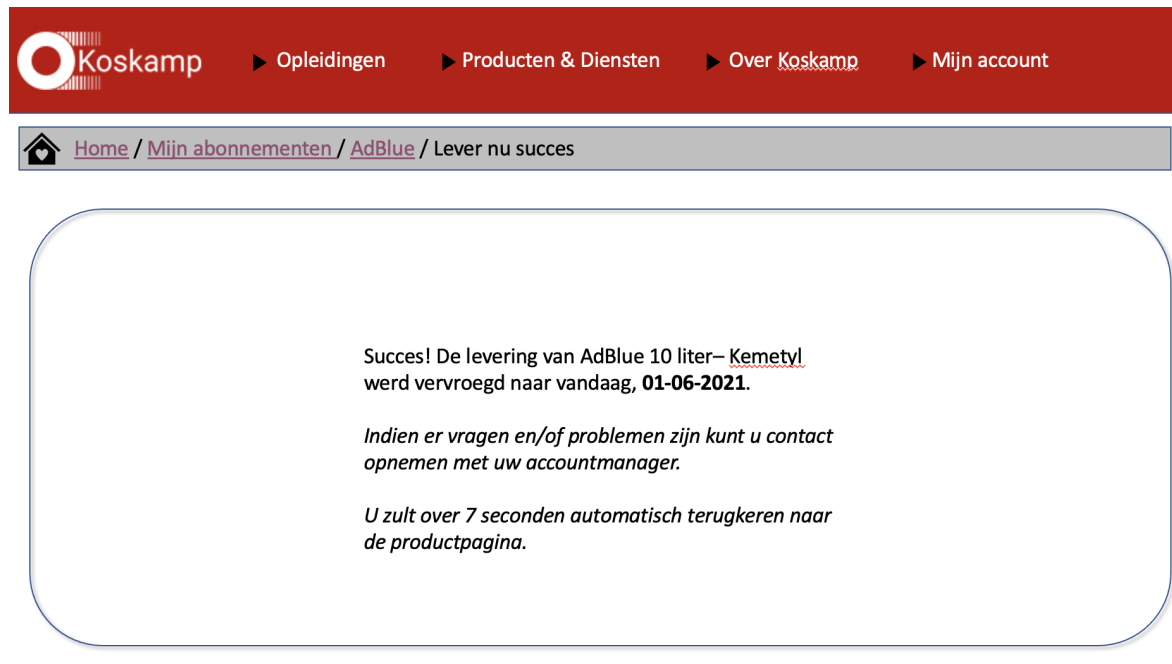 Koskamp
Opleidingen
Producten & Diensten
Over Koskamp
Mijn account
Home / Mijn abonnementen / AdBlue / Lever nu succes
Succes! De levering van AdBlue 10 liter– Kemetyl
werd vervroegd naar vandaag, 01-06-2021.
Indien er vragen en/of problemen zijn kunt u contact
opnemen met uw accountmanager.
U zult over 7 seconden automatisch terugkeren naar
de productpagina.